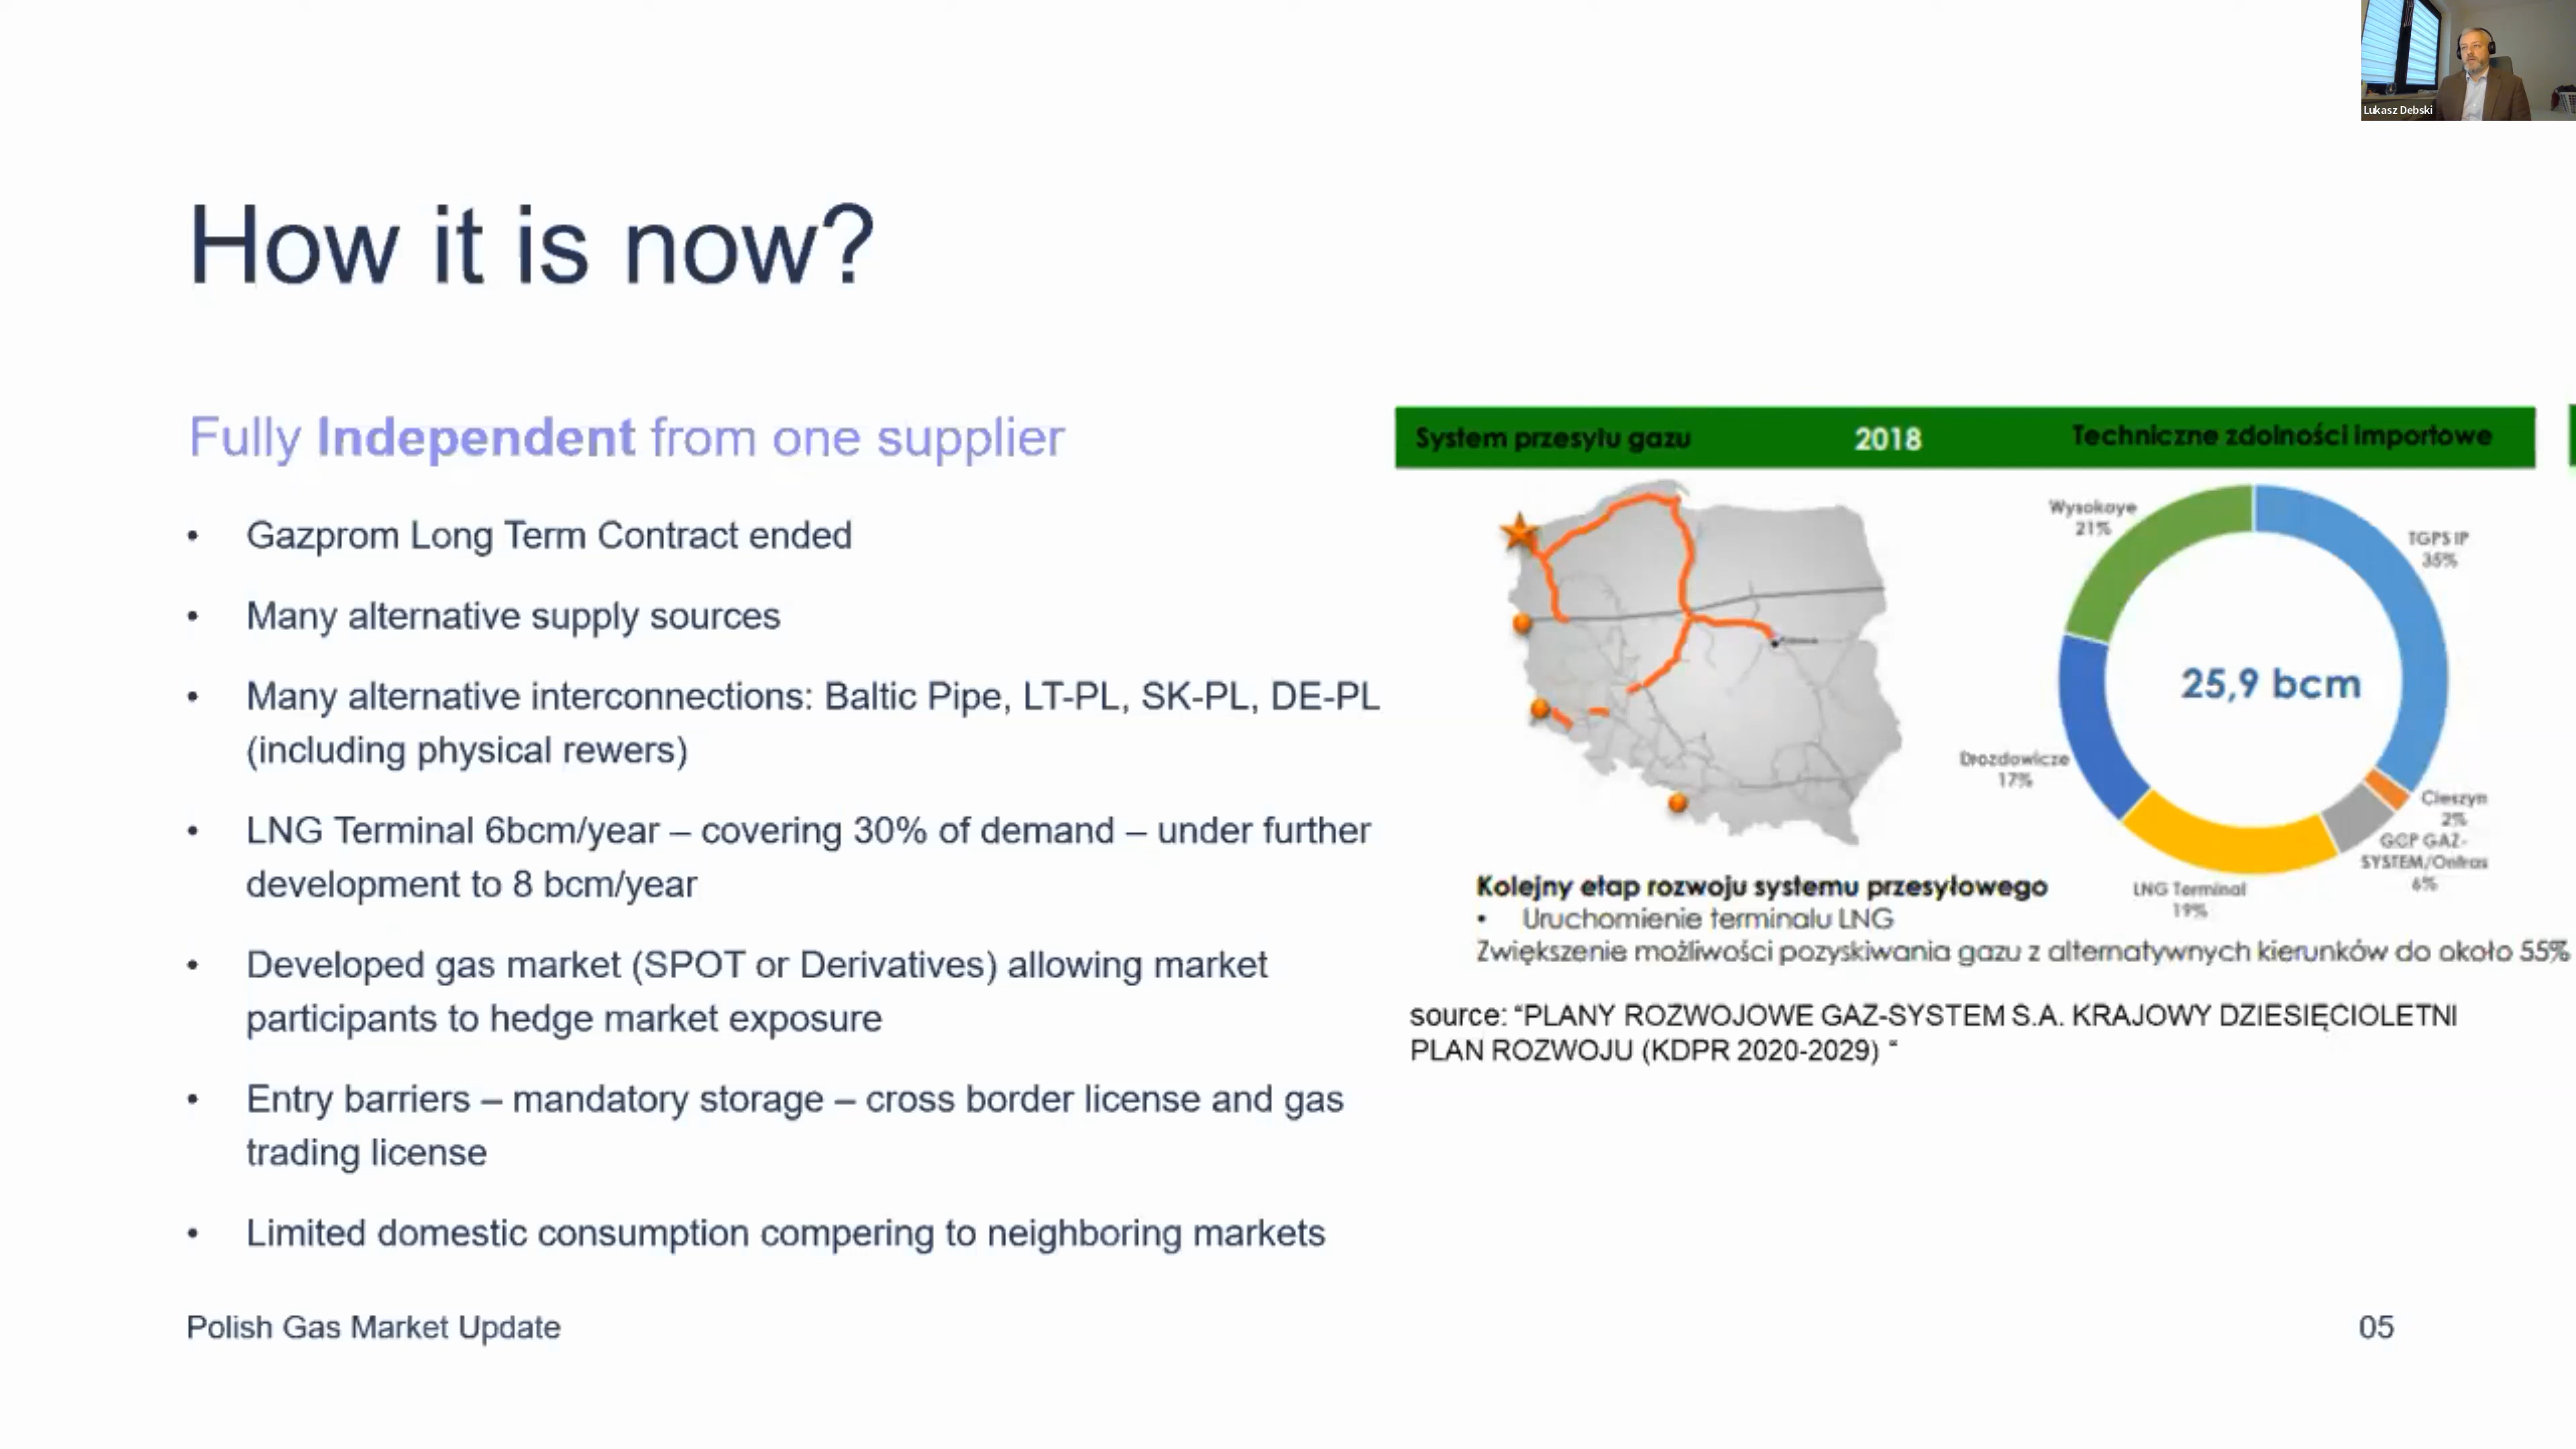 Lukasz Debski
How it is now?
Fully Independent from one supplier
• Gazprom Long Term Contract ended
• Many alternative supply sources
• Many alternative interconnections: Baltic Pipe, LT-PL, SK-PL, DE-PL
(including physical rewers)
• LNG Terminal 6bcm/year – covering 30% of demand – under further
development to 8 bcm/year
• Developed gas market (SPOT or Derivatives) allowing market
participants to hedge market exposure
• Entry barriers – mandatory storage – cross border license and gas
trading license
• Limited domestic consumption compering to neighboring markets
System przesyłu gazu 2018 Techniczne zdolności importowe
Wysokoye
21%
TGPS IP
35%
25,9 bcm
Drozdowicze
17%
Cieszyn
2%
GCP GAZ-
SYSTEM/Ontras
6%
LNG Terminal
19%
Kolejny etap rozwoju systemu przesyłowego
• Uruchomienie terminalu LNG
Zwiększenie możliwości pozyskiwania gazu z alternatywnych kierunków do około 55%
source: “PLANY ROZWOJOWE GAZ-SYSTEM S.A. KRAJOWY DZIESIĘCIOLETNI
PLAN ROZWOJU (KDPR 2020-2029) “
Polish Gas Market Update
05